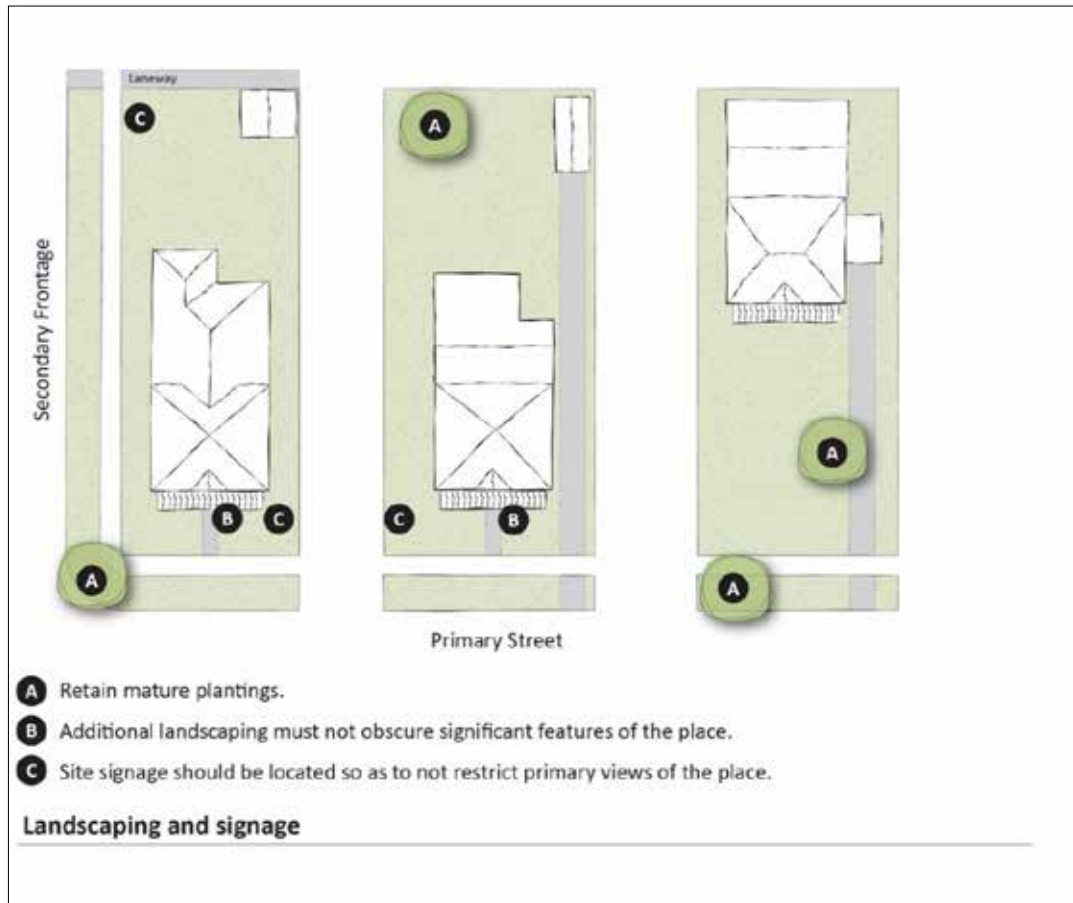 Laneway
C
A
Secondary Frontage
B
C
C
B
A
A
A
Primary Street
A Retain mature plantings.
B Additional landscaping must not obscure significant features of the place.
C Site signage should be located so as to not restrict primary views of the place.
Landscaping and signage